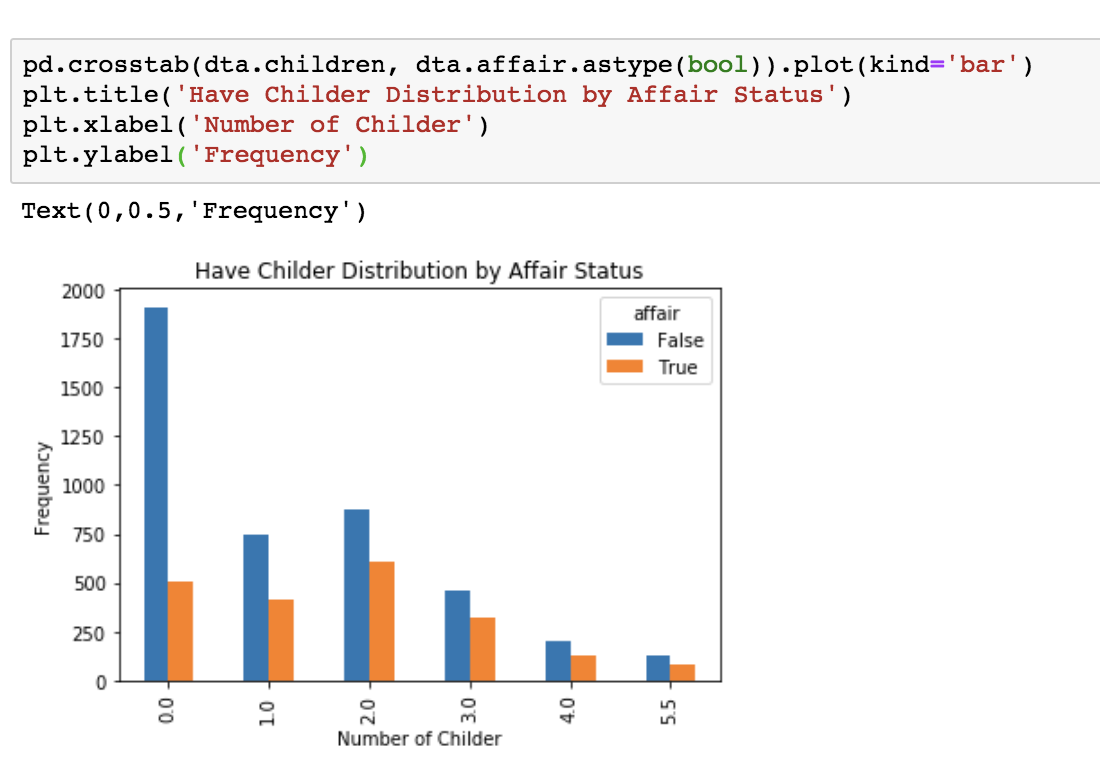 pd.crosstab(dta.children, dta.affair.astype(bool)).plot(kind='bar')
plt.title('Have Childer Distribution by Affair Status')
plt.xlabel('Number of Childer')
plt.ylabel('Frequency')
Text(0,0.5,'Frequency')
Have Childer Distribution by Affair Status
affair
False
True
2000
1750
1500
1250
1000
750
500
250
0
Frequency
0.0
1.0
2.0
3.0
4.0
5.5
Number of Childer